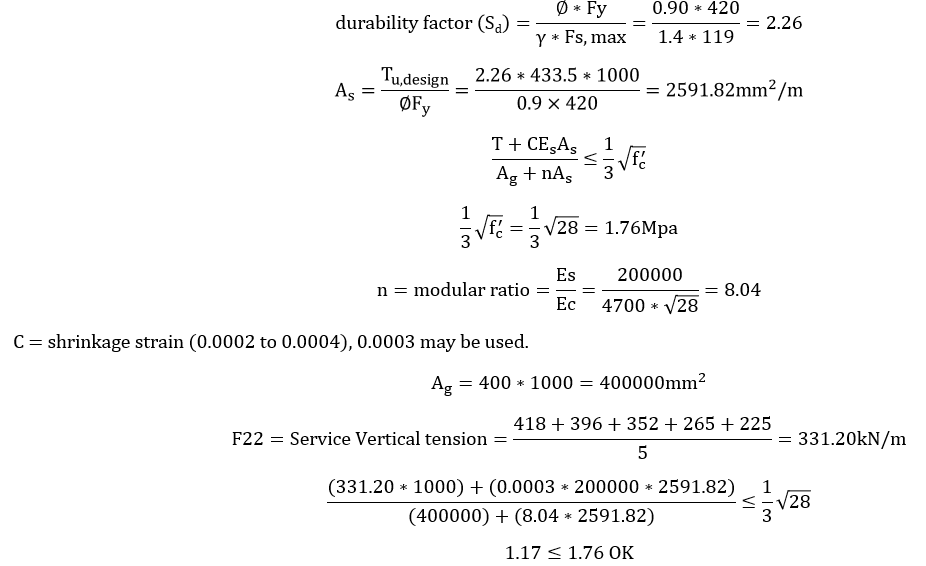 durability factor (S_d) = (Ø * Fy)/(γ * Fs, max) = (0.90 * 420)/(1.4 * 119) = 2.26
A_s = T_u,design/ØF_y = (2.26 * 433.5 * 1000)/(0.9 × 420) = 2591.82mm²/m
(T + CE_sA_s)/(A_g + nA_s) ≤ 1/3 √f′_c
1/3 √f′_c = 1/3 √28 = 1.76Mpa
n = modular ratio = Es/Ec = 200000/(4700 * √28) = 8.04
C = shrinkage strain (0.0002 to 0.0004), 0.0003 may be used.
A_g = 400 * 1000 = 400000mm²
F22 = Service Vertical tension = (418 + 396 + 352 + 265 + 225)/5 = 331.20kN/m
((331.20 * 1000) + (0.0003 * 200000 * 2591.82))/((400000) + (8.04 * 2591.82)) ≤ 1/3 √28
1.17 ≤ 1.76 OK